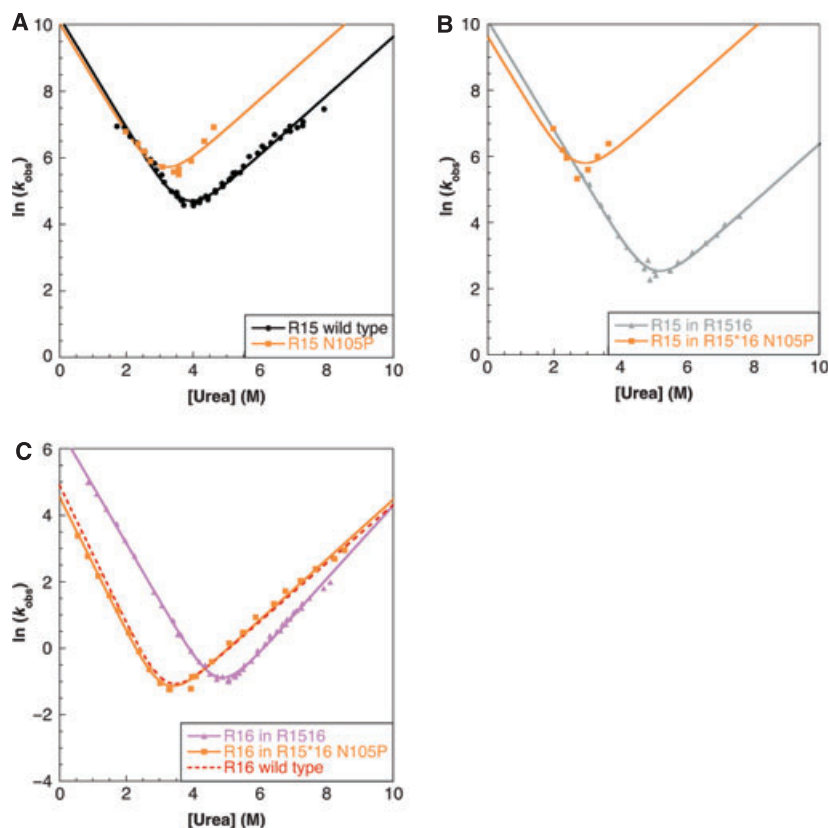 A
10
8
6
4
2
0
ln (kobs)
0 2 4 6 8 10
[Urea] (M)
R15 wild type
R15 N105P
B
10
8
6
4
2
0
ln (kobs)
0 2 4 6 8 10
[Urea] (M)
R15 in R1516
R15 in R15*16 N105P
C
6
4
2
0
−2
−4
ln (kobs)
0 2 4 6 8 10
[Urea] (M)
R16 in R1516
R16 in R15*16 N105P
R16 wild type